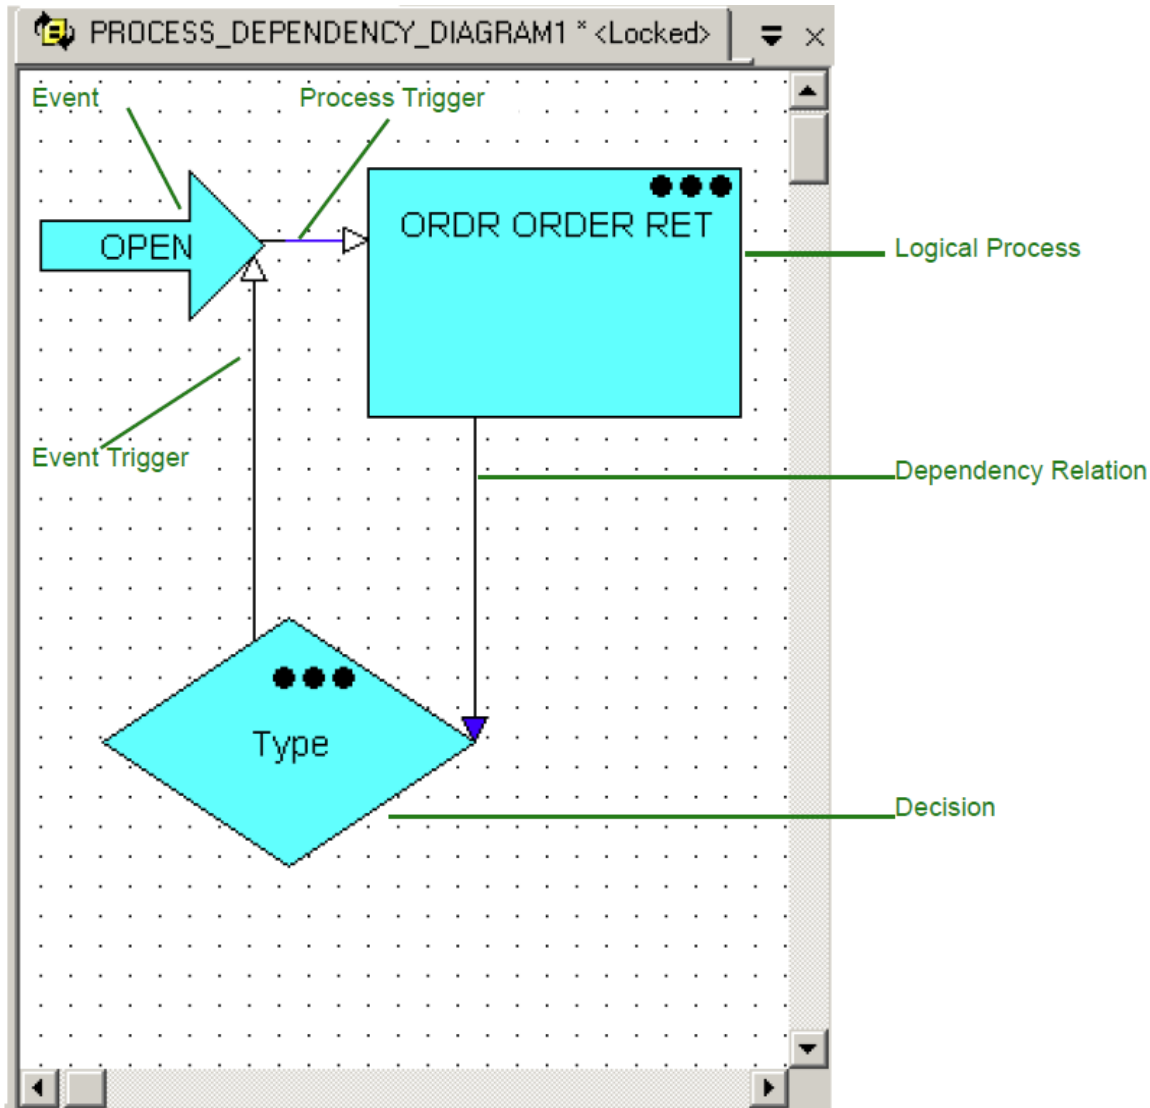 PROCESS_DEPENDENCY_DIAGRAM1 * <Locked>
Event
Process Trigger
OPEN
ORDR ORDER RET
Logical Process
Event Trigger
Dependency Relation
Type
Decision